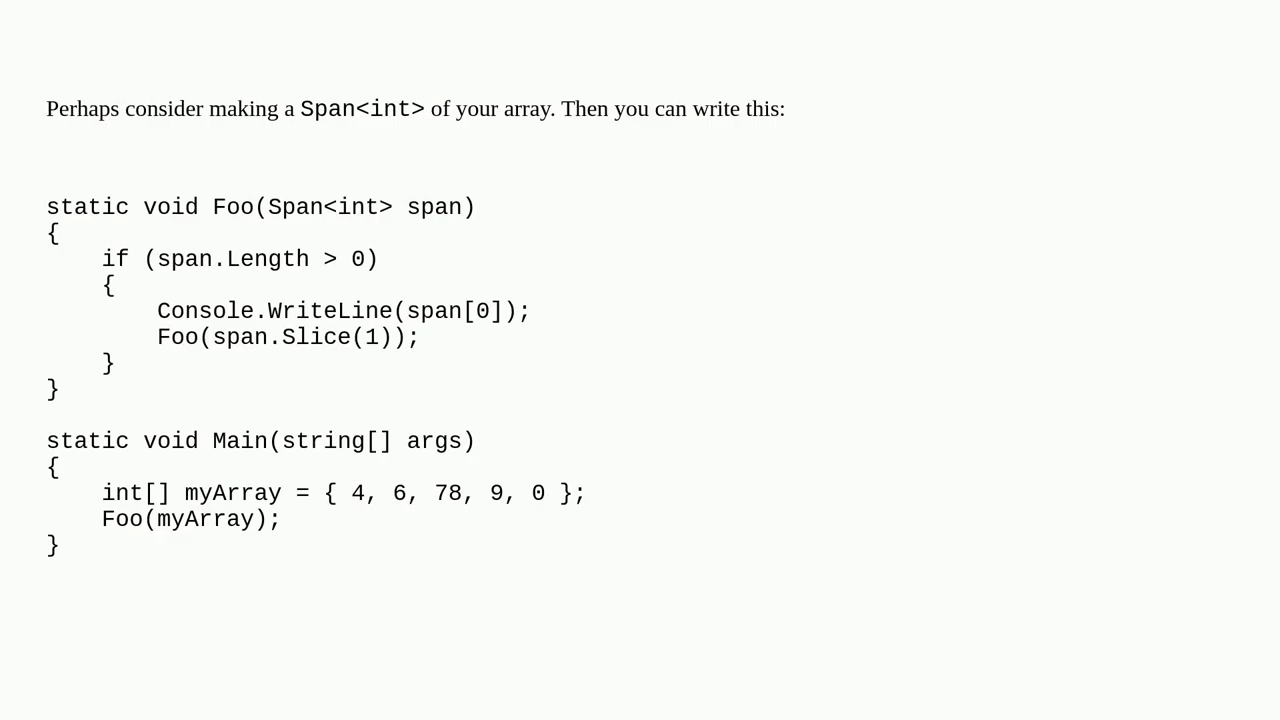 Perhaps consider making a Span<int> of your array. Then you can write this:
static void Foo(Span<int> span)
{
    if (span.Length > 0)
    {
        Console.WriteLine(span[0]);
        Foo(span.Slice(1));
    }
}
static void Main(string[] args)
{
    int[] myArray = { 4, 6, 78, 9, 0 };
    Foo(myArray);
}